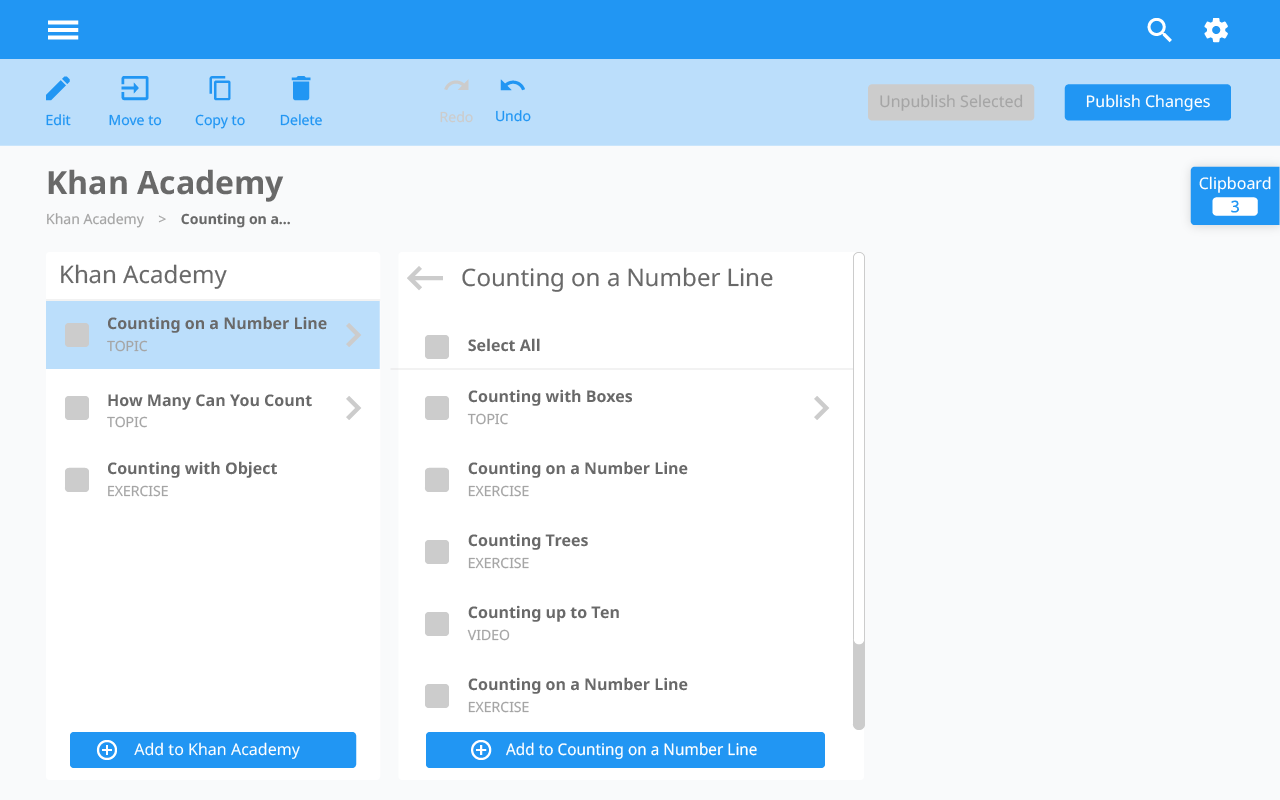 Edit
Move to
Copy to
Delete
Redo
Undo
Unpublish Selected
Publish Changes
Khan Academy
Khan Academy > Counting on a...
Clipboard
3
Khan Academy
Counting on a Number Line
TOPIC
How Many Can You Count
TOPIC
Counting with Object
EXERCISE
Add to Khan Academy
Counting on a Number Line
Select All
Counting with Boxes
TOPIC
Counting on a Number Line
EXERCISE
Counting Trees
EXERCISE
Counting up to Ten
VIDEO
Counting on a Number Line
EXERCISE
Add to Counting on a Number Line